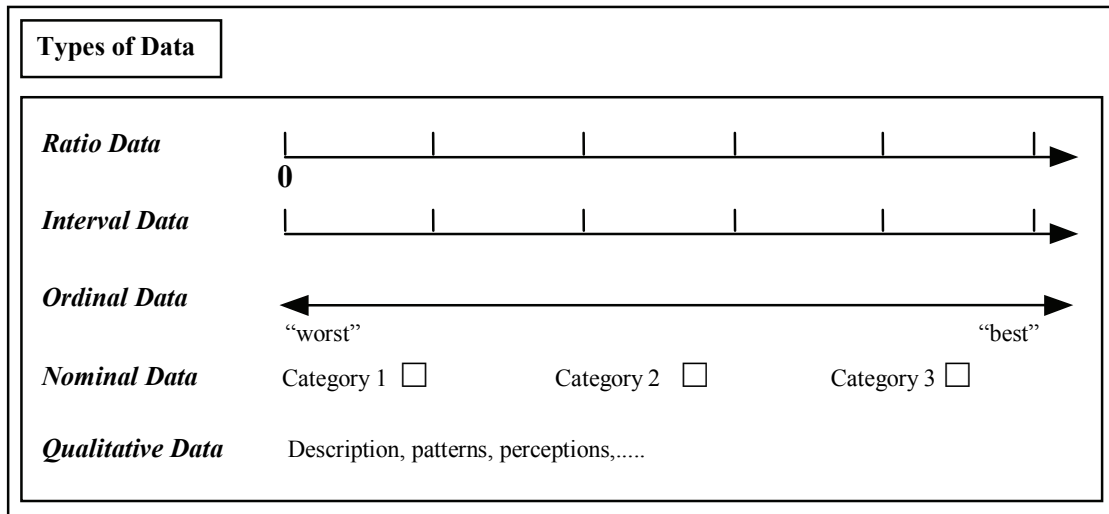 Types of Data
Ratio Data
0
Interval Data
Ordinal Data
“worst” “best”
Nominal Data Category 1 Category 2 Category 3
Qualitative Data Description, patterns, perceptions,.....